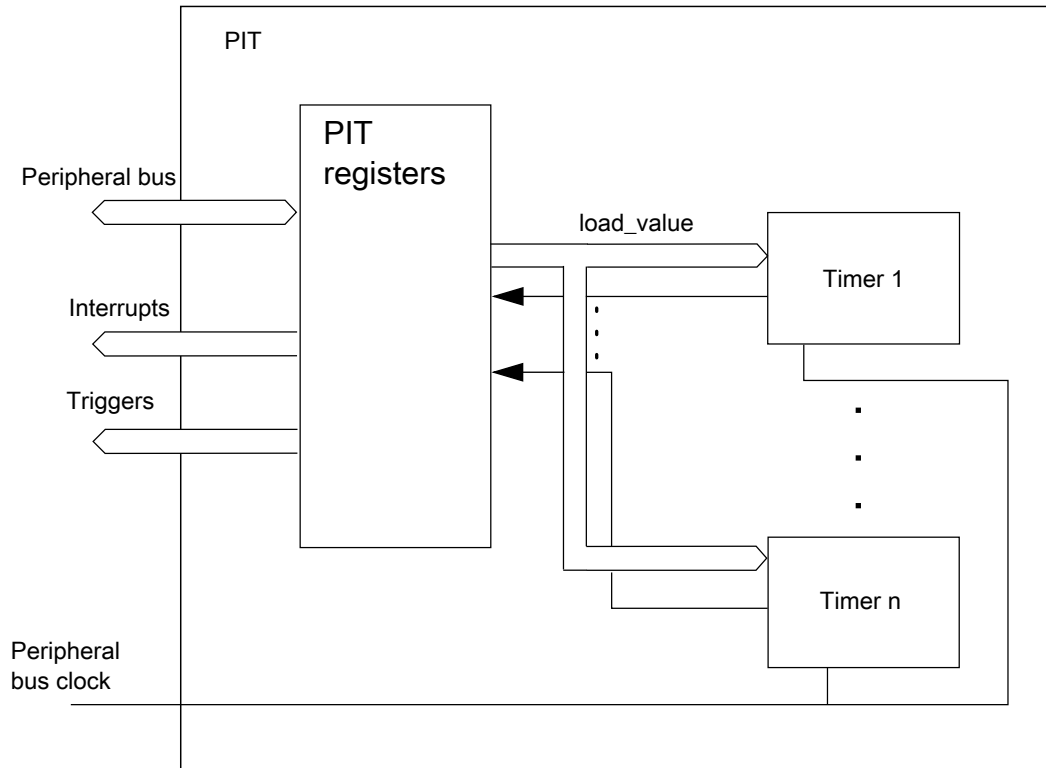 PIT
PIT
registers
Peripheral bus
load_value
Timer 1
Interrupts
Triggers
Timer n
Peripheral
bus clock